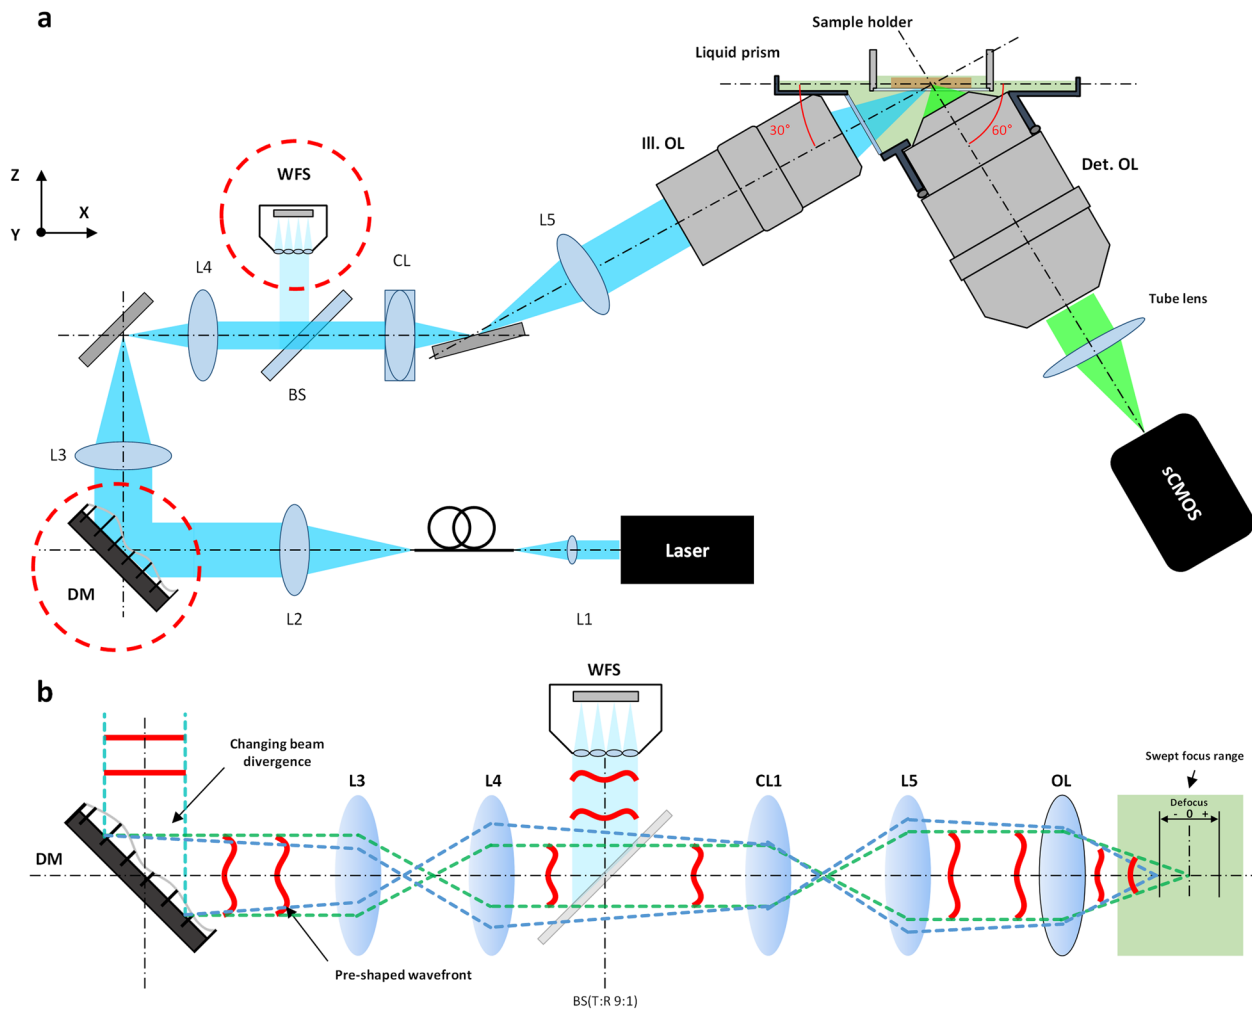 a
Sample holder
Liquid prism
30°
60°
Ill. OL
Det. OL
WFS
Z
X
Y
L5
L4
CL
Tube lens
BS
L3
sCMOS
Laser
DM
L2
L1
b
WFS
Changing beam
divergence
Swept focus range
L3
L4
CL1
L5
OL
Defocus
- 0 +
DM
Pre-shaped wavefront
BS(T:R 9:1)